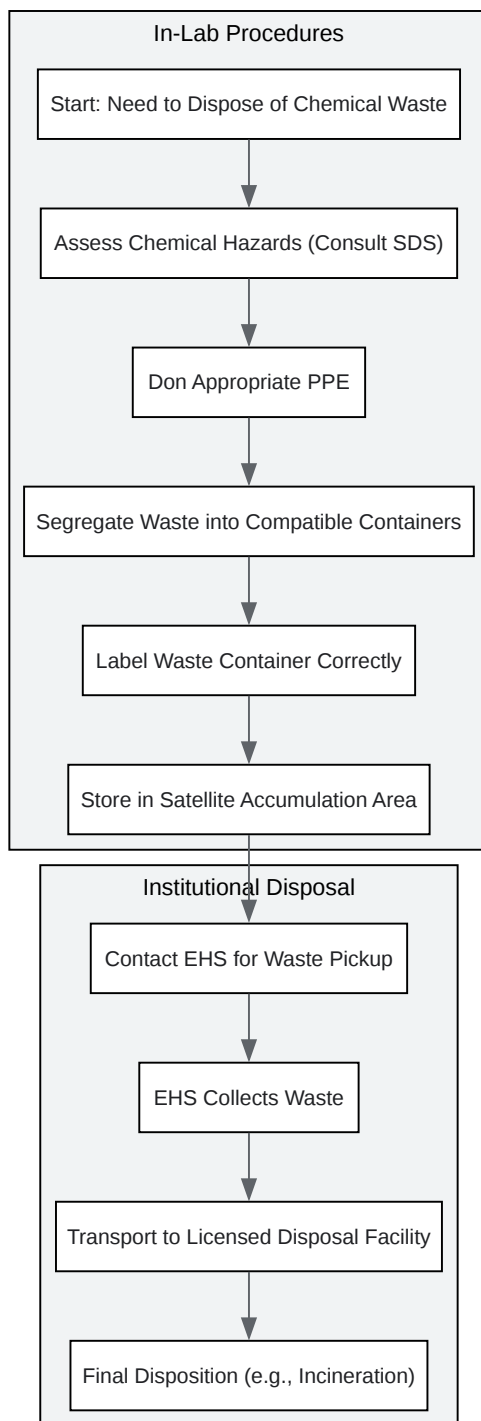 In-Lab Procedures
Start: Need to Dispose of Chemical Waste
Assess Chemical Hazards (Consult SDS)
Don Appropriate PPE
Segregate Waste into Compatible Containers
Label Waste Container Correctly
Store in Satellite Accumulation Area
Institutional Disposal
Contact EHS for Waste Pickup
EHS Collects Waste
Transport to Licensed Disposal Facility
Final Disposition (e.g., Incineration)